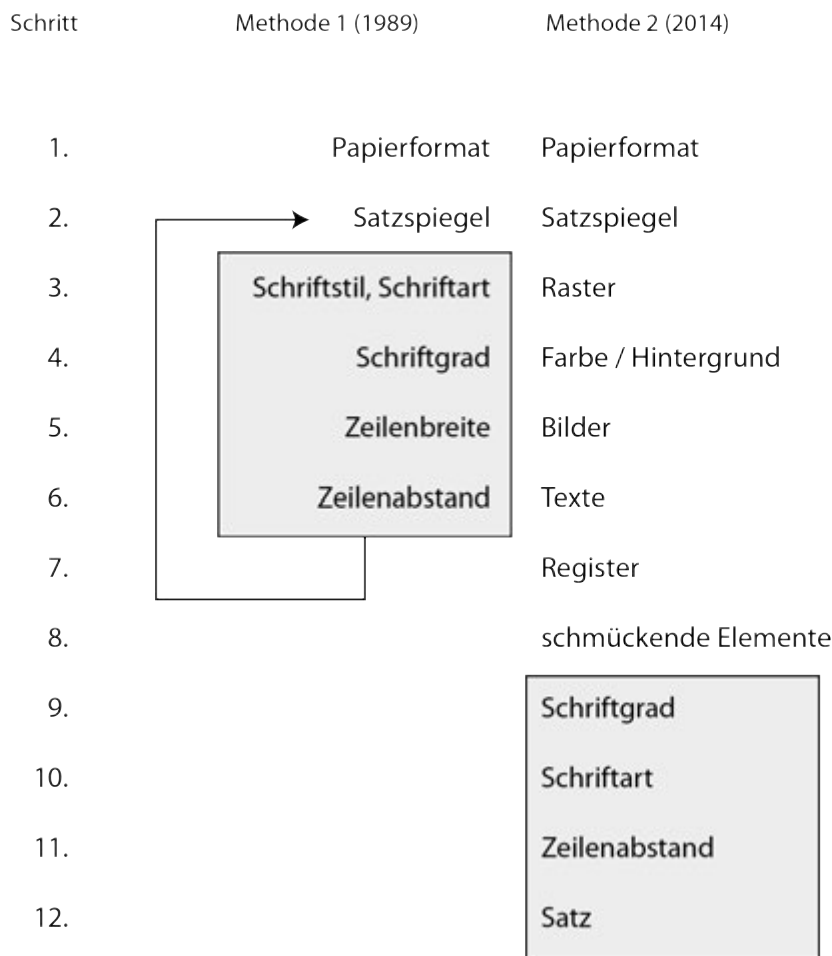 Schritt Methode 1 (1989) Methode 2 (2014)
1. Papierformat Papierformat
2. Satzspiegel Satzspiegel
3. Schriftstil, Schriftart Raster
4. Schriftgrad Farbe / Hintergrund
5. Zeilenbreite Bilder
6. Zeilenabstand Texte
7. Register
8. schmückende Elemente
9. Schriftgrad
10. Schriftart
11. Zeilenabstand
12. Satz